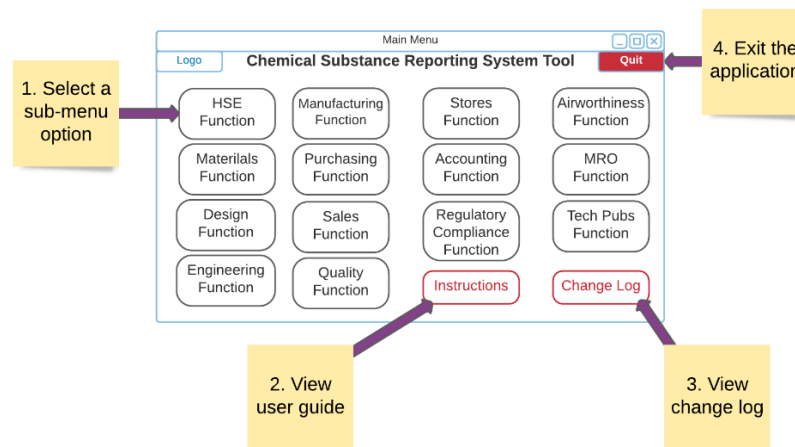 Main Menu
Logo
Chemical Substance Reporting System Tool
Quit
4. Exit the
application
1. Select a
sub-menu
option
HSE
Function
Manufacturing
Function
Stores
Function
Airworthiness
Function
Materilals
Function
Purchasing
Function
Accounting
Function
MRO
Function
Design
Function
Sales
Function
Regulatory
Compliance
Function
Tech Pubs
Function
Engineering
Function
Quality
Function
Instructions
Change Log
2. View
user guide
3. View
change log